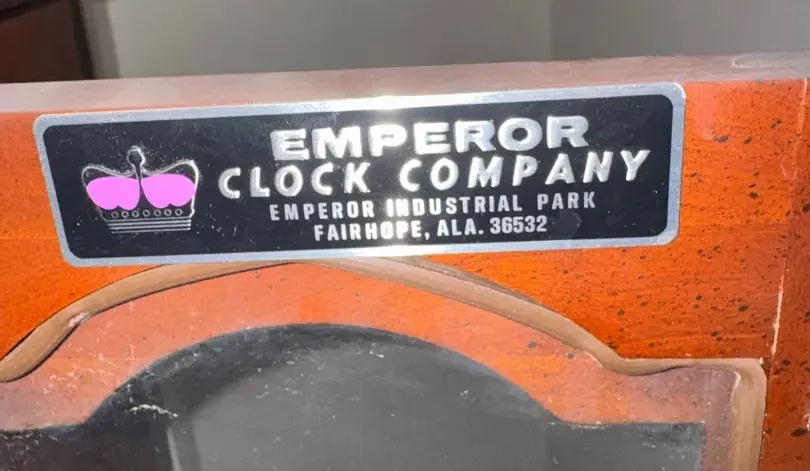 EMPEROR
CLOCK COMPANY
EMPEROR INDUSTRIAL PARK
FAIRHOPE, ALA. 36532